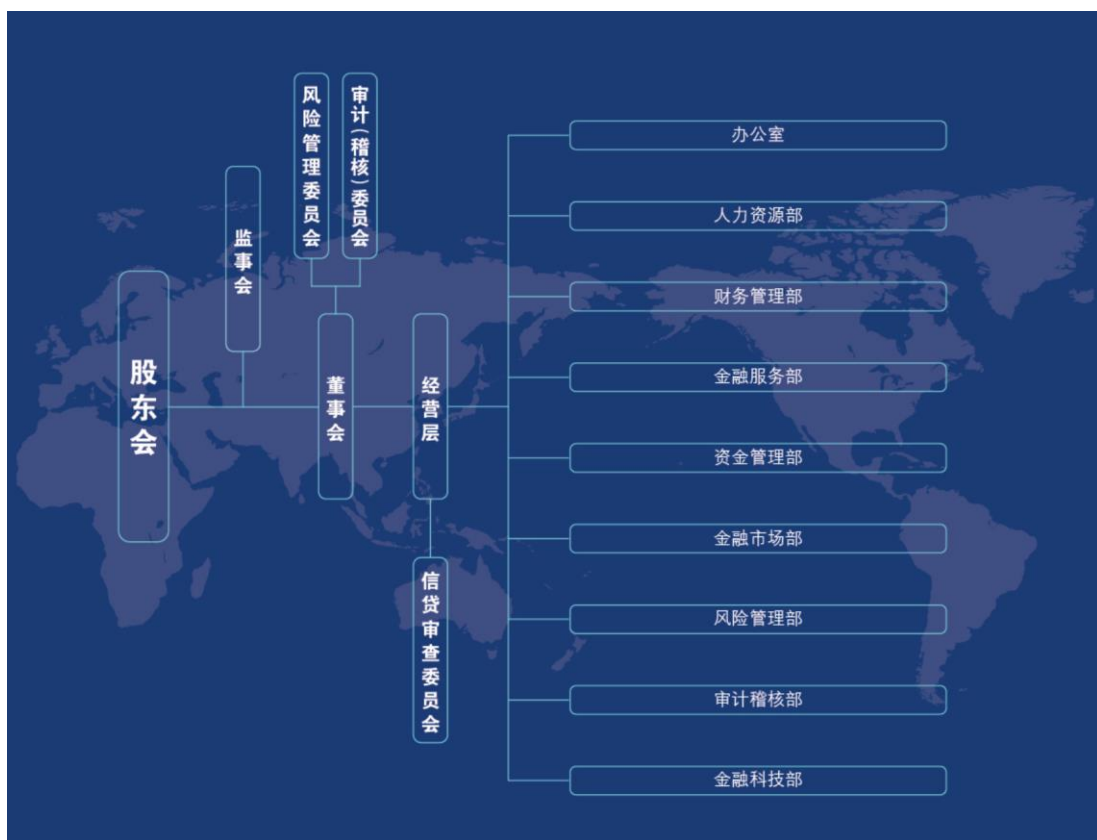 股东会
监事会
风险管理委员会
审计(稽核)委员会
董事会
经营层
信贷审查委员会
办公室
人力资源部
财务管理部
金融服务部
资金管理部
金融市场部
风险管理部
审计稽核部
金融科技部